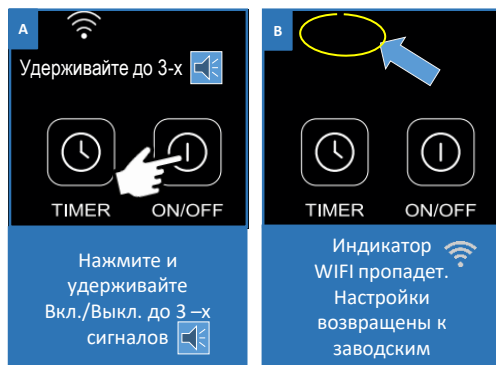 A
Удерживайте до 3-х
TIMER
ON/OFF
Нажмите и
удерживайте
Вкл./Выкл. до 3 –х
сигналов
B
TIMER
ON/OFF
Индикатор
WIFI пропадет.
Настройки
возвращены к
заводским